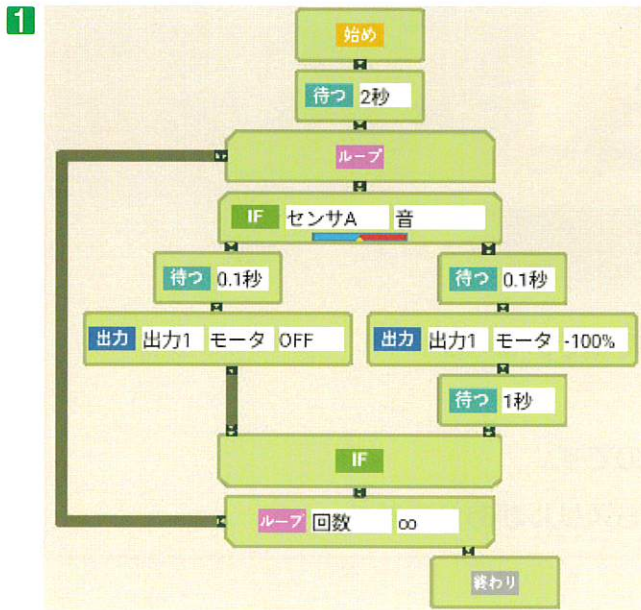 1
始め
待つ 2秒
ループ
IF センサA 音
待つ 0.1秒 待つ 0.1秒
出力 出力1 モータ OFF 出力 出力1 モータ -100%
待つ 1秒
IF
ループ 回数 ∞
終わり